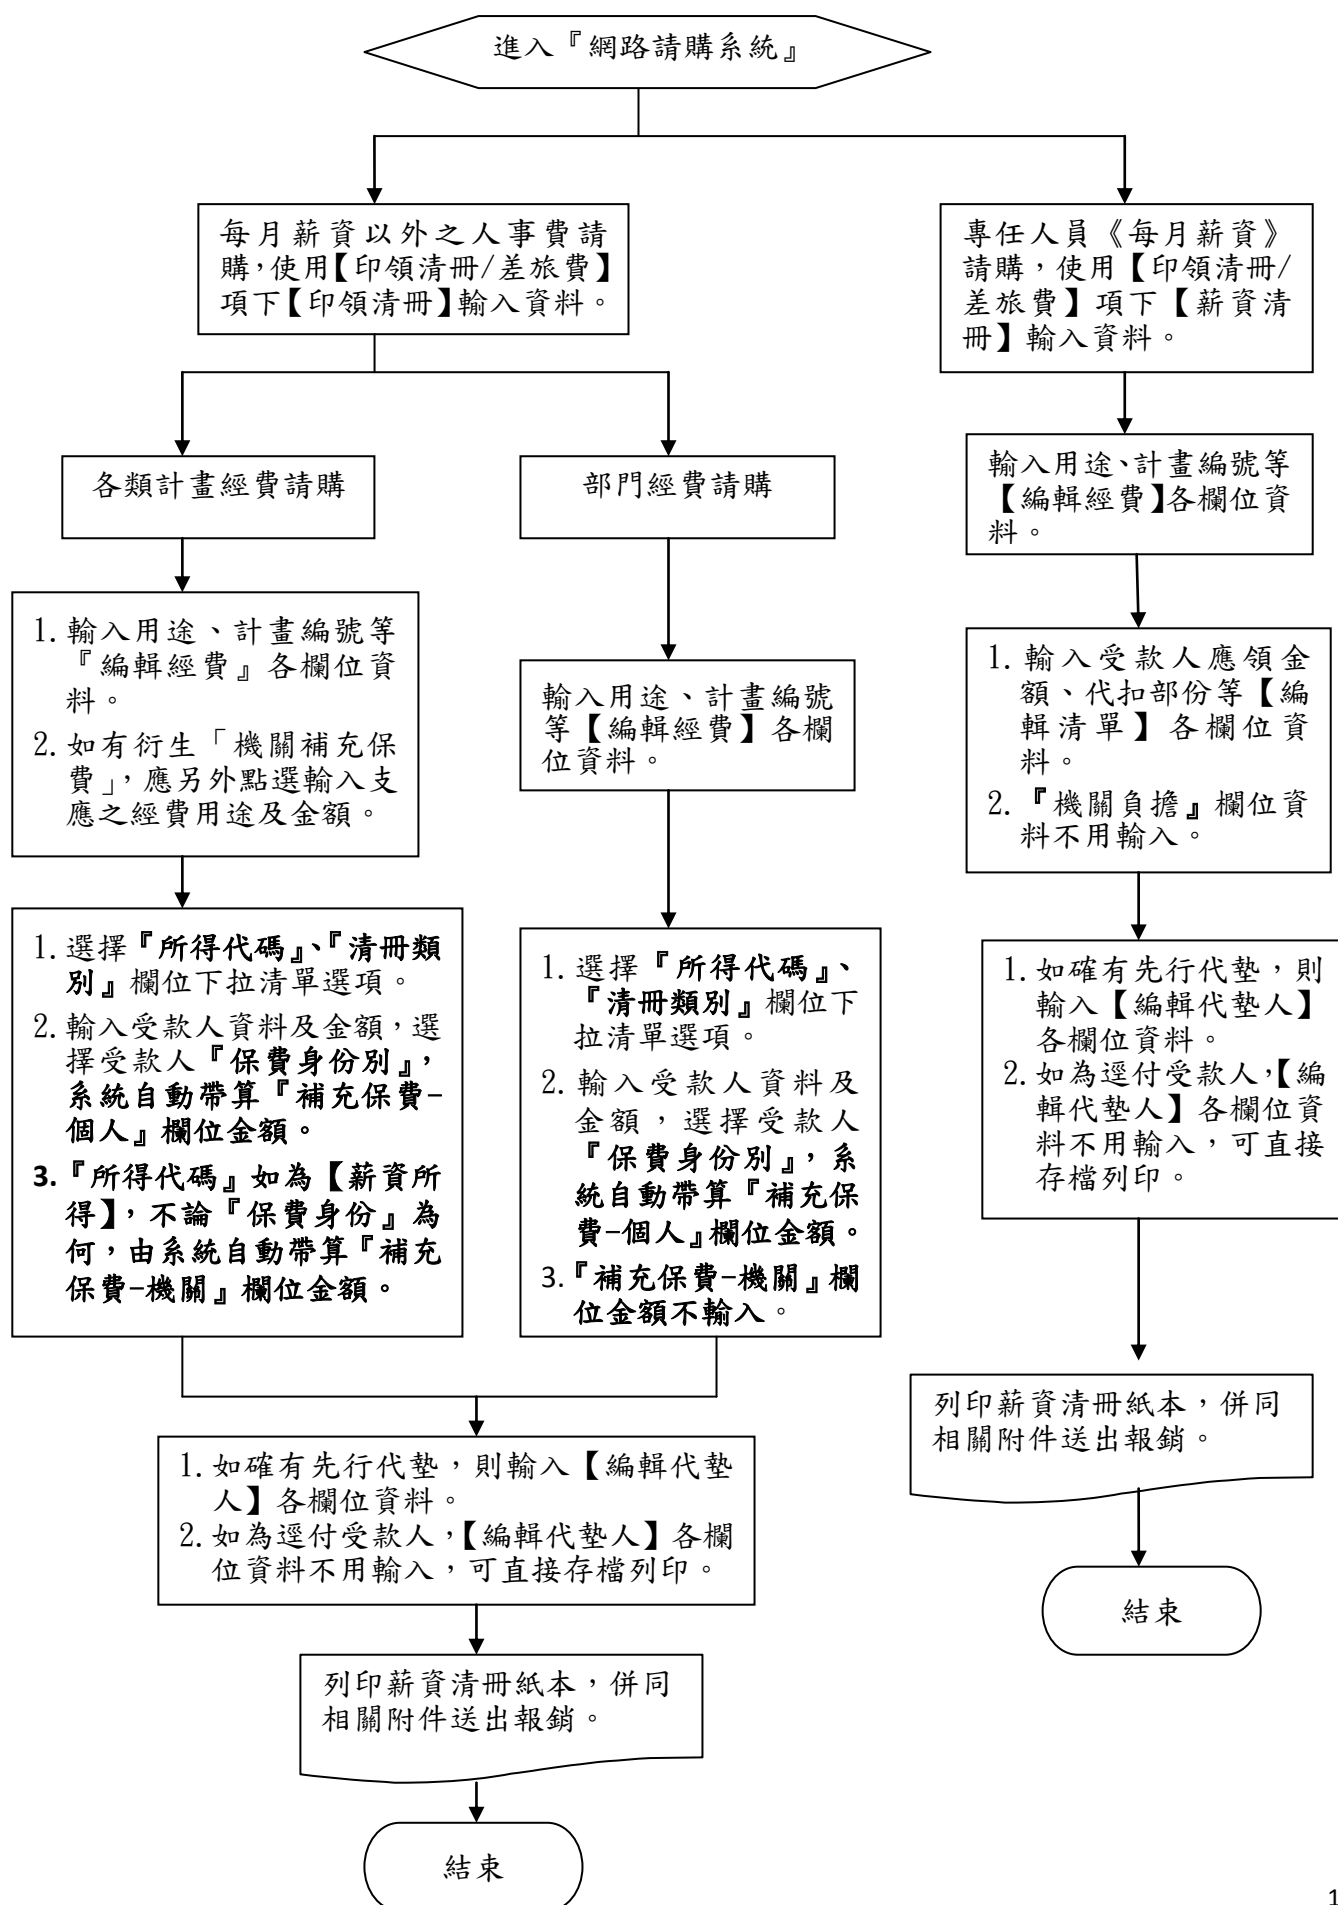 進入『網路請購系統』
每月薪資以外之人事費請
購，使用【印領清冊/差旅費】
項下【印領清冊】輸入資料。
專任人員《每月薪資》
請購，使用【印領清冊/
差旅費】項下【薪資清
冊】輸入資料。
各類計畫經費請購
部門經費請購
輸入用途、計畫編號等
【編輯經費】各欄位資
料。
1. 輸入用途、計畫編號等
『編輯經費』各欄位資
料。
2. 如有衍生「機關補充保
費」，應另外點選輸入支
應之經費用途及金額。
輸入用途、計畫編號
等【編輯經費】各欄
位資料。
1. 輸入受款人應領金
額、代扣部份等【編
輯清單】各欄位資
料。
2. 『機關負擔』欄位資
料不用輸入。
1. 選擇『所得代碼』、『清冊類
別』欄位下拉清單選項。
2. 輸入受款人資料及金額，選
擇受款人『保費身份別』，
系統自動帶算『補充保費-
個人』欄位金額。
3. 『所得代碼』如為【薪資所
得】，不論『保費身份』為
何，由系統自動帶算『補充
保費-機關』欄位金額。
1. 選擇『所得代碼』、
『清冊類別』欄位下
拉清單選項。
2. 輸入受款人資料及
金額，選擇受款人
『保費身份別』，系
統自動帶算『補充保
費-個人』欄位金額。
3. 『補充保費-機關』欄
位金額不輸入。
1. 如確有先行代墊，則
輸入【編輯代墊人】
各欄位資料。
2. 如為逕付受款人，【編
輯代墊人】各欄位資
料不用輸入，可直接
存檔列印。
列印薪資清冊紙本，併同
相關附件送出報銷。
結束
1. 如確有先行代墊，則輸入【編輯代墊
人】各欄位資料。
2. 如為逕付受款人，【編輯代墊人】各欄
位資料不用輸入，可直接存檔列印。
列印薪資清冊紙本，併同
相關附件送出報銷。
結束
1